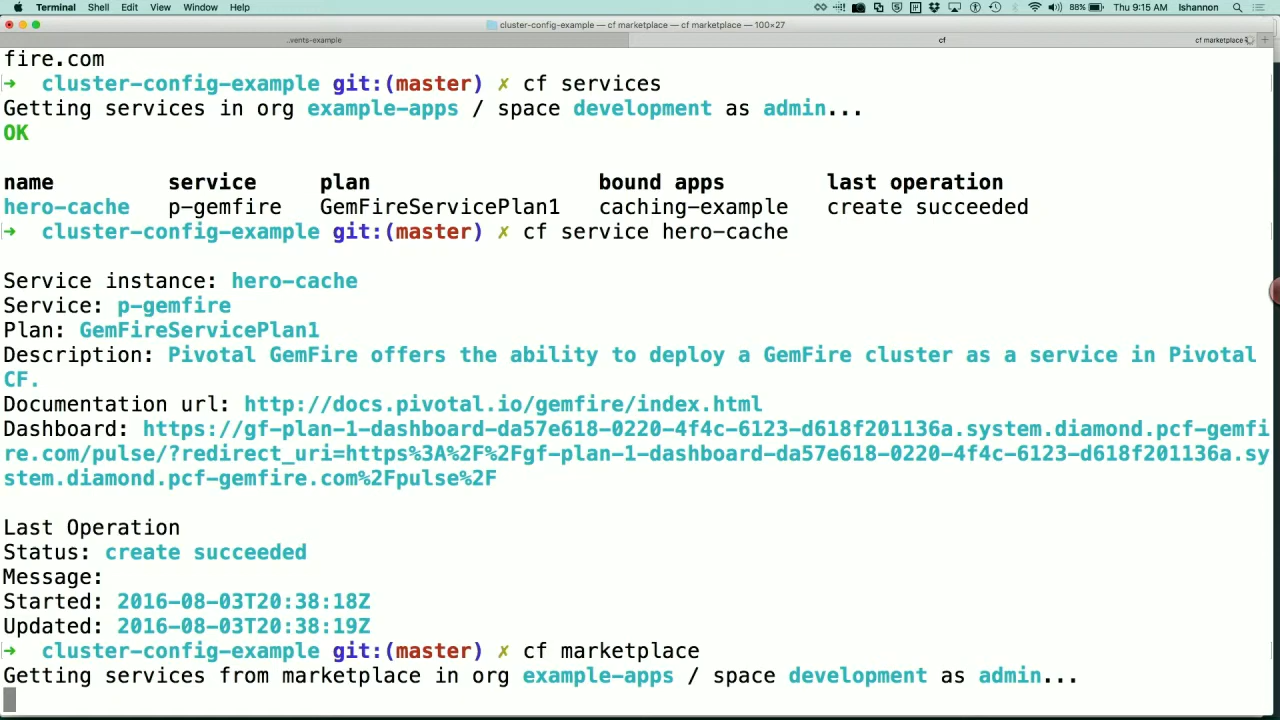 Terminal Shell Edit View Window Help 88% Thu 9:15 AM lshannon
cluster-config-example — cf marketplace — cf marketplace — 100×27
..vents-example cf cf marketplace
fire.com
➜ cluster-config-example git:(master) ✗ cf services
Getting services in org example-apps / space development as admin...
OK
name service plan bound apps last operation
hero-cache p-gemfire GemFireServicePlan1 caching-example create succeeded
➜ cluster-config-example git:(master) ✗ cf service hero-cache
Service instance: hero-cache
Service: p-gemfire
Plan: GemFireServicePlan1
Description: Pivotal GemFire offers the ability to deploy a GemFire cluster as a service in Pivotal
CF.
Documentation url: http://docs.pivotal.io/gemfire/index.html
Dashboard: https://gf-plan-1-dashboard-da57e618-0220-4f4c-6123-d618f201136a.system.diamond.pcf-gemfi
re.com/pulse/?redirect_uri=https%3A%2F%2Fgf-plan-1-dashboard-da57e618-0220-4f4c-6123-d618f201136a.sy
stem.diamond.pcf-gemfire.com%2Fpulse%2F
Last Operation
Status: create succeeded
Message:
Started: 2016-08-03T20:38:18Z
Updated: 2016-08-03T20:38:19Z
➜ cluster-config-example git:(master) ✗ cf marketplace
Getting services from marketplace in org example-apps / space development as admin...